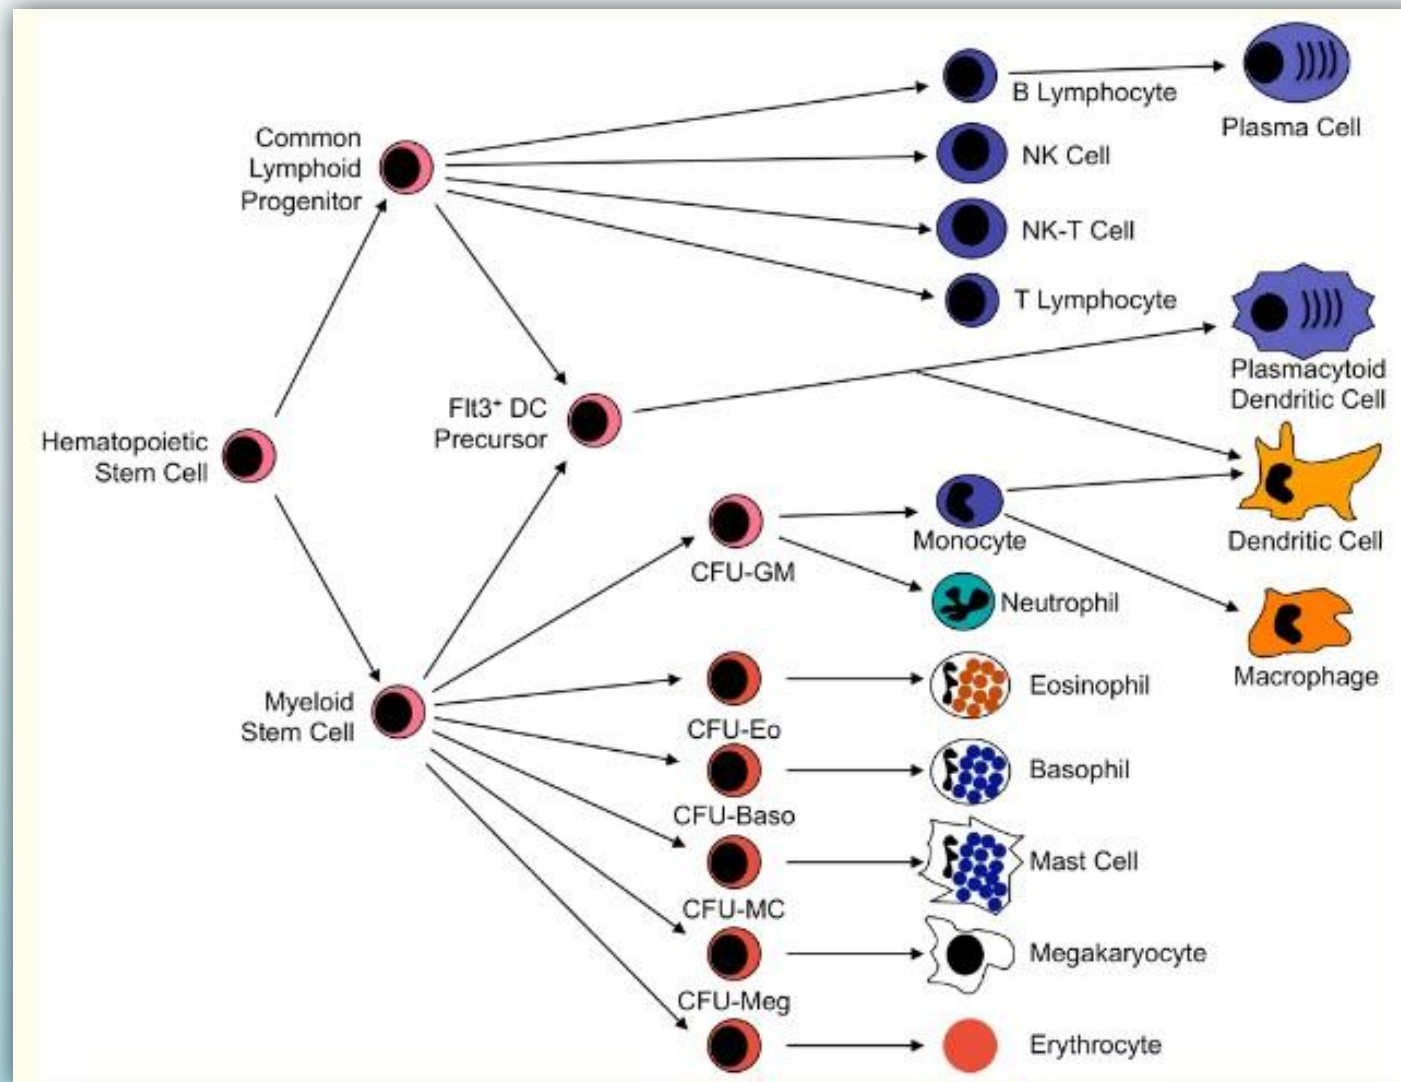 B Lymphocyte
Plasma Cell
Common
Lymphoid
Progenitor
NK Cell
NK-T Cell
T Lymphocyte
Plasmacytoid
Dendritic Cell
Flt3⁺ DC
Precursor
Hematopoietic
Stem Cell
Monocyte
Dendritic Cell
CFU-GM
Neutrophil
Macrophage
Myeloid
Stem Cell
Eosinophil
CFU-Eo
Basophil
CFU-Baso
Mast Cell
CFU-MC
Megakaryocyte
CFU-Meg
Erythrocyte